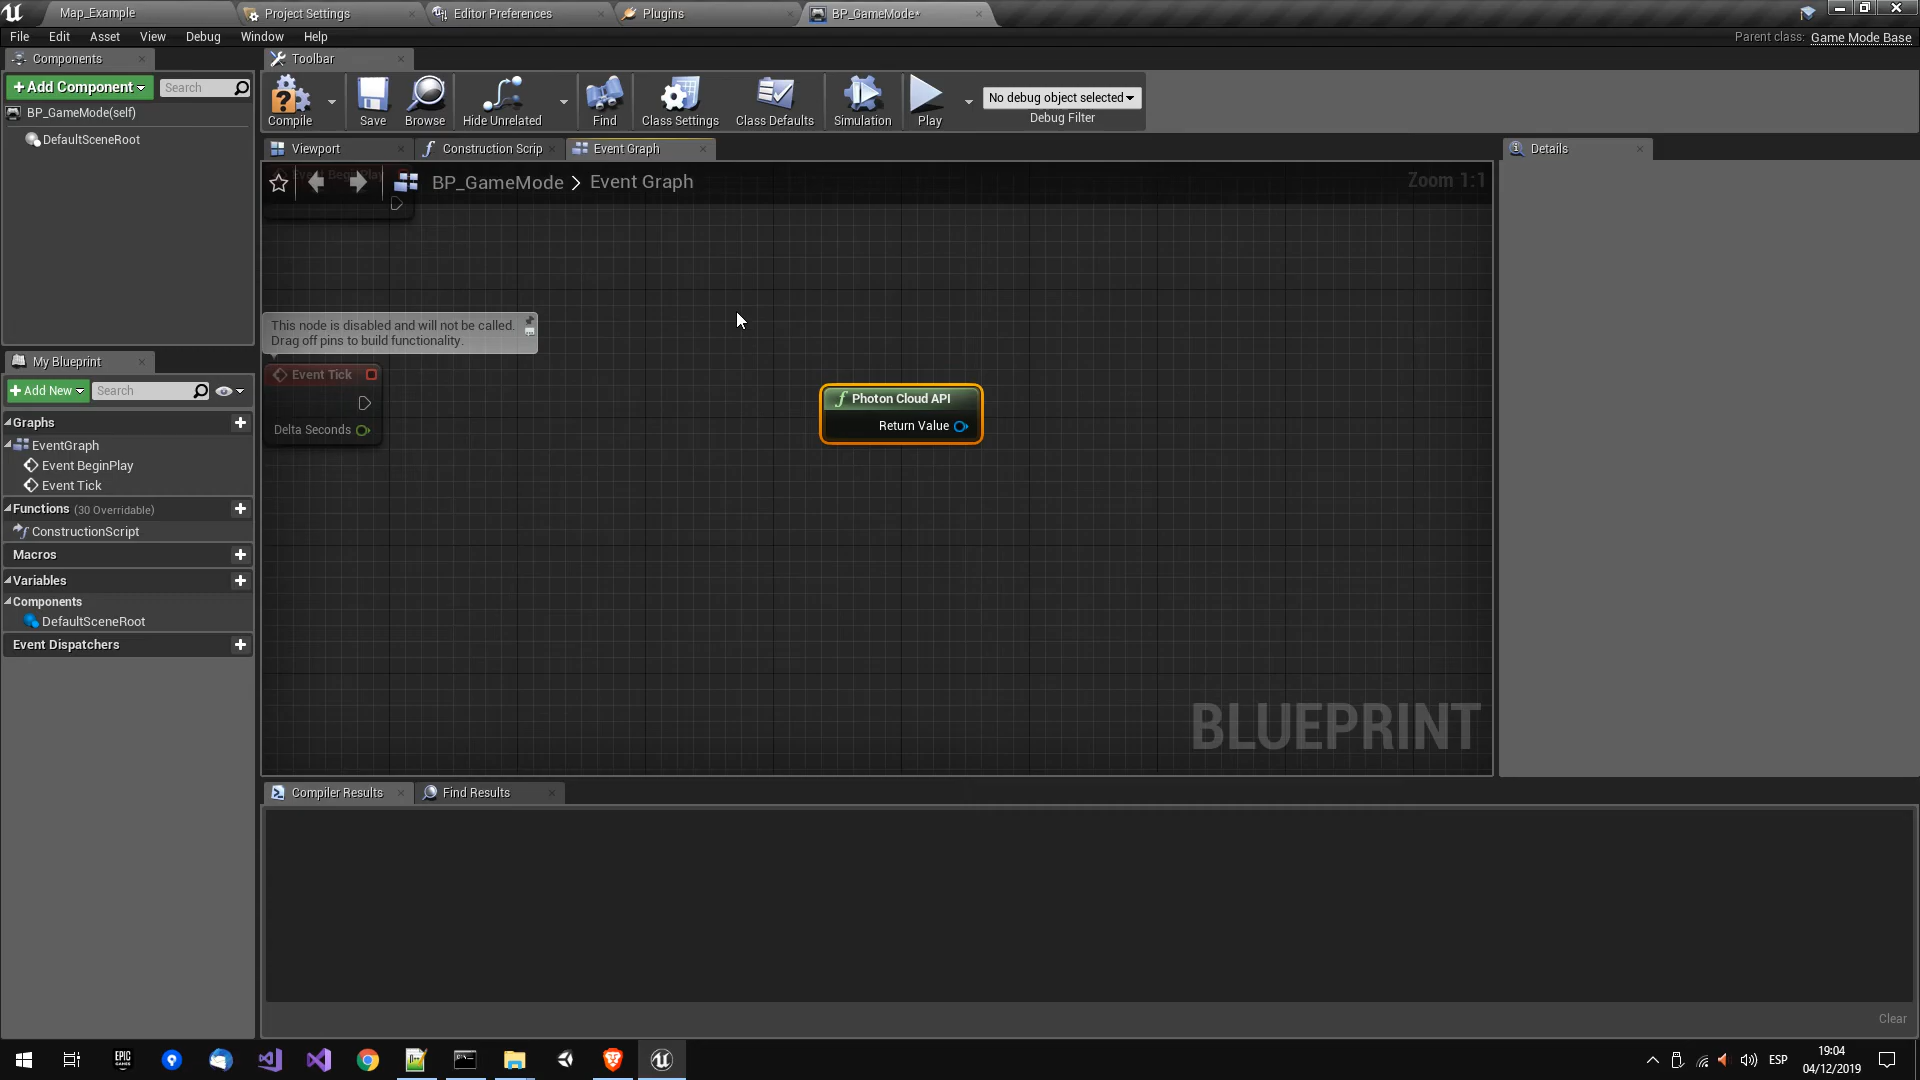 Map_Example
Project Settings
Editor Preferences
Plugins
BP_GameMode*
File Edit Asset View Debug Window Help
Parent class: Game Mode Base
Components
Toolbar
+Add Component
Search
BP_GameMode(self)
DefaultSceneRoot
Compile
Save
Browse
Hide Unrelated
Find
Class Settings
Class Defaults
Simulation
Play
No debug object selected
Debug Filter
Viewport
Construction Scrip
Event Graph
Details
Event BeginPlay
BP_GameMode > Event Graph
Zoom 1:1
This node is disabled and will not be called.
Drag off pins to build functionality.
Event Tick
Delta Seconds
Photon Cloud API
Return Value
BLUEPRINT
My Blueprint
+Add New
Search
Graphs
EventGraph
Event BeginPlay
Event Tick
Functions (30 Overridable)
ConstructionScript
Macros
Variables
Components
DefaultSceneRoot
Event Dispatchers
Compiler Results
Find Results
Clear
EPIC
GAMES
ESP
19:04
04/12/2019